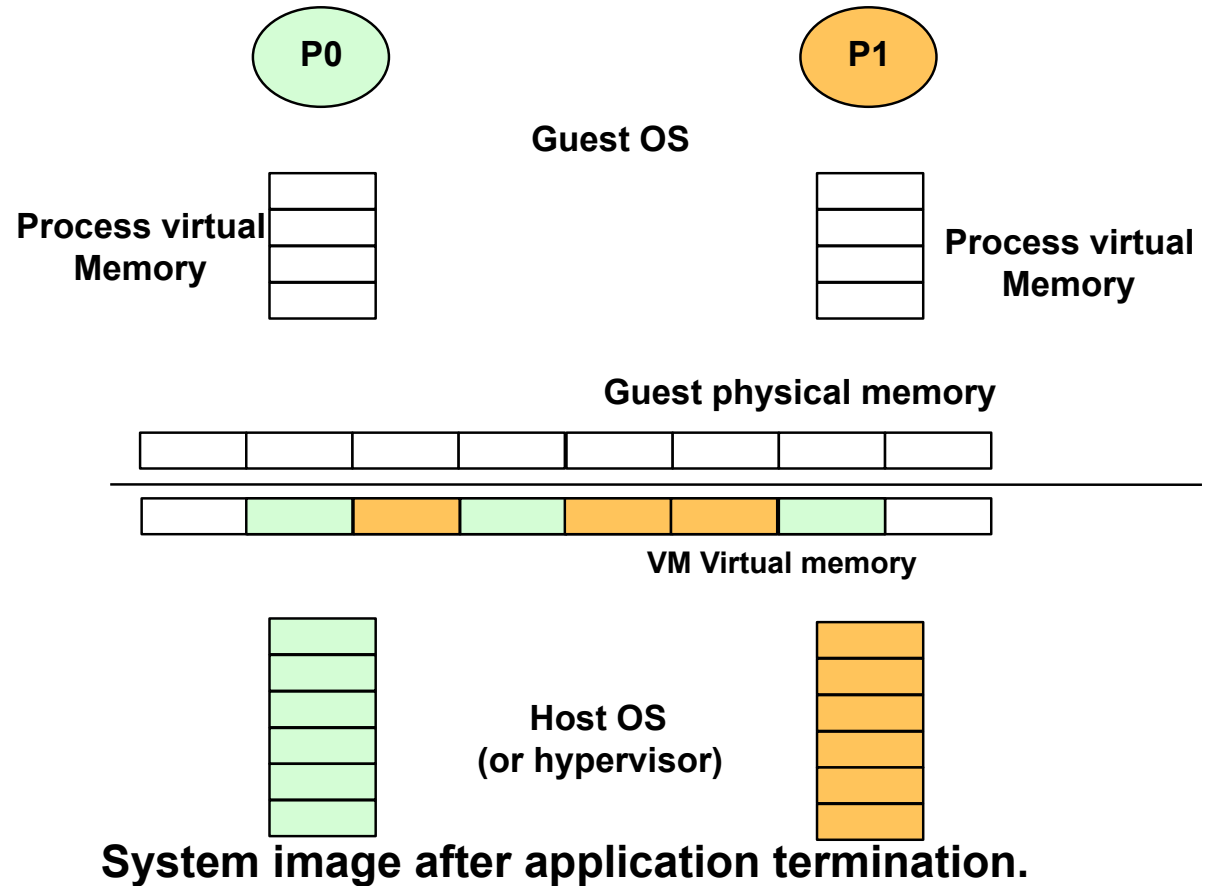 P0
P1
Guest OS
Process virtual
Memory
Process virtual
Memory
Guest physical memory
VM Virtual memory
Host OS
(or hypervisor)
System image after application termination.